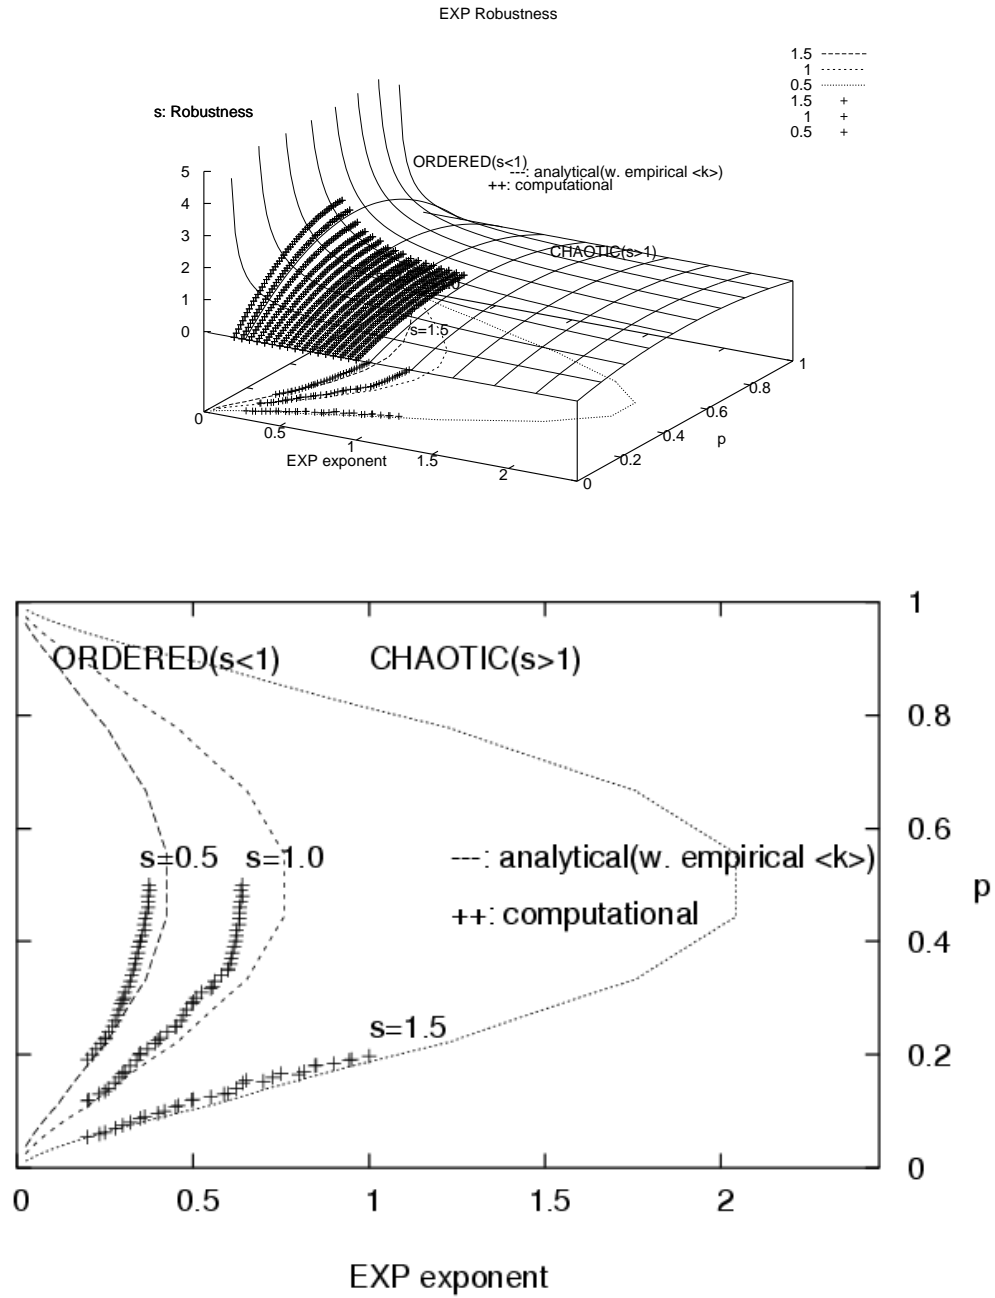 EXP Robustness
1.5
1
0.5
1.5 +
1 +
0.5 +
s: Robustness
ORDERED(s<1)
---: analytical(w. empirical <k>)
++: computational
CHAOTIC(s>1)
5
4
3
2
1
0
s=1.5
0
0.5
1
1.5
2
EXP exponent
0
0.2
0.4
0.6
0.8
1
p
ORDERED(s<1) CHAOTIC(s>1)
s=0.5 s=1.0
---: analytical(w. empirical <k>)
++: computational
s=1.5
1
0.8
0.6
p
0.4
0.2
0
0 0.5 1 1.5 2
EXP exponent